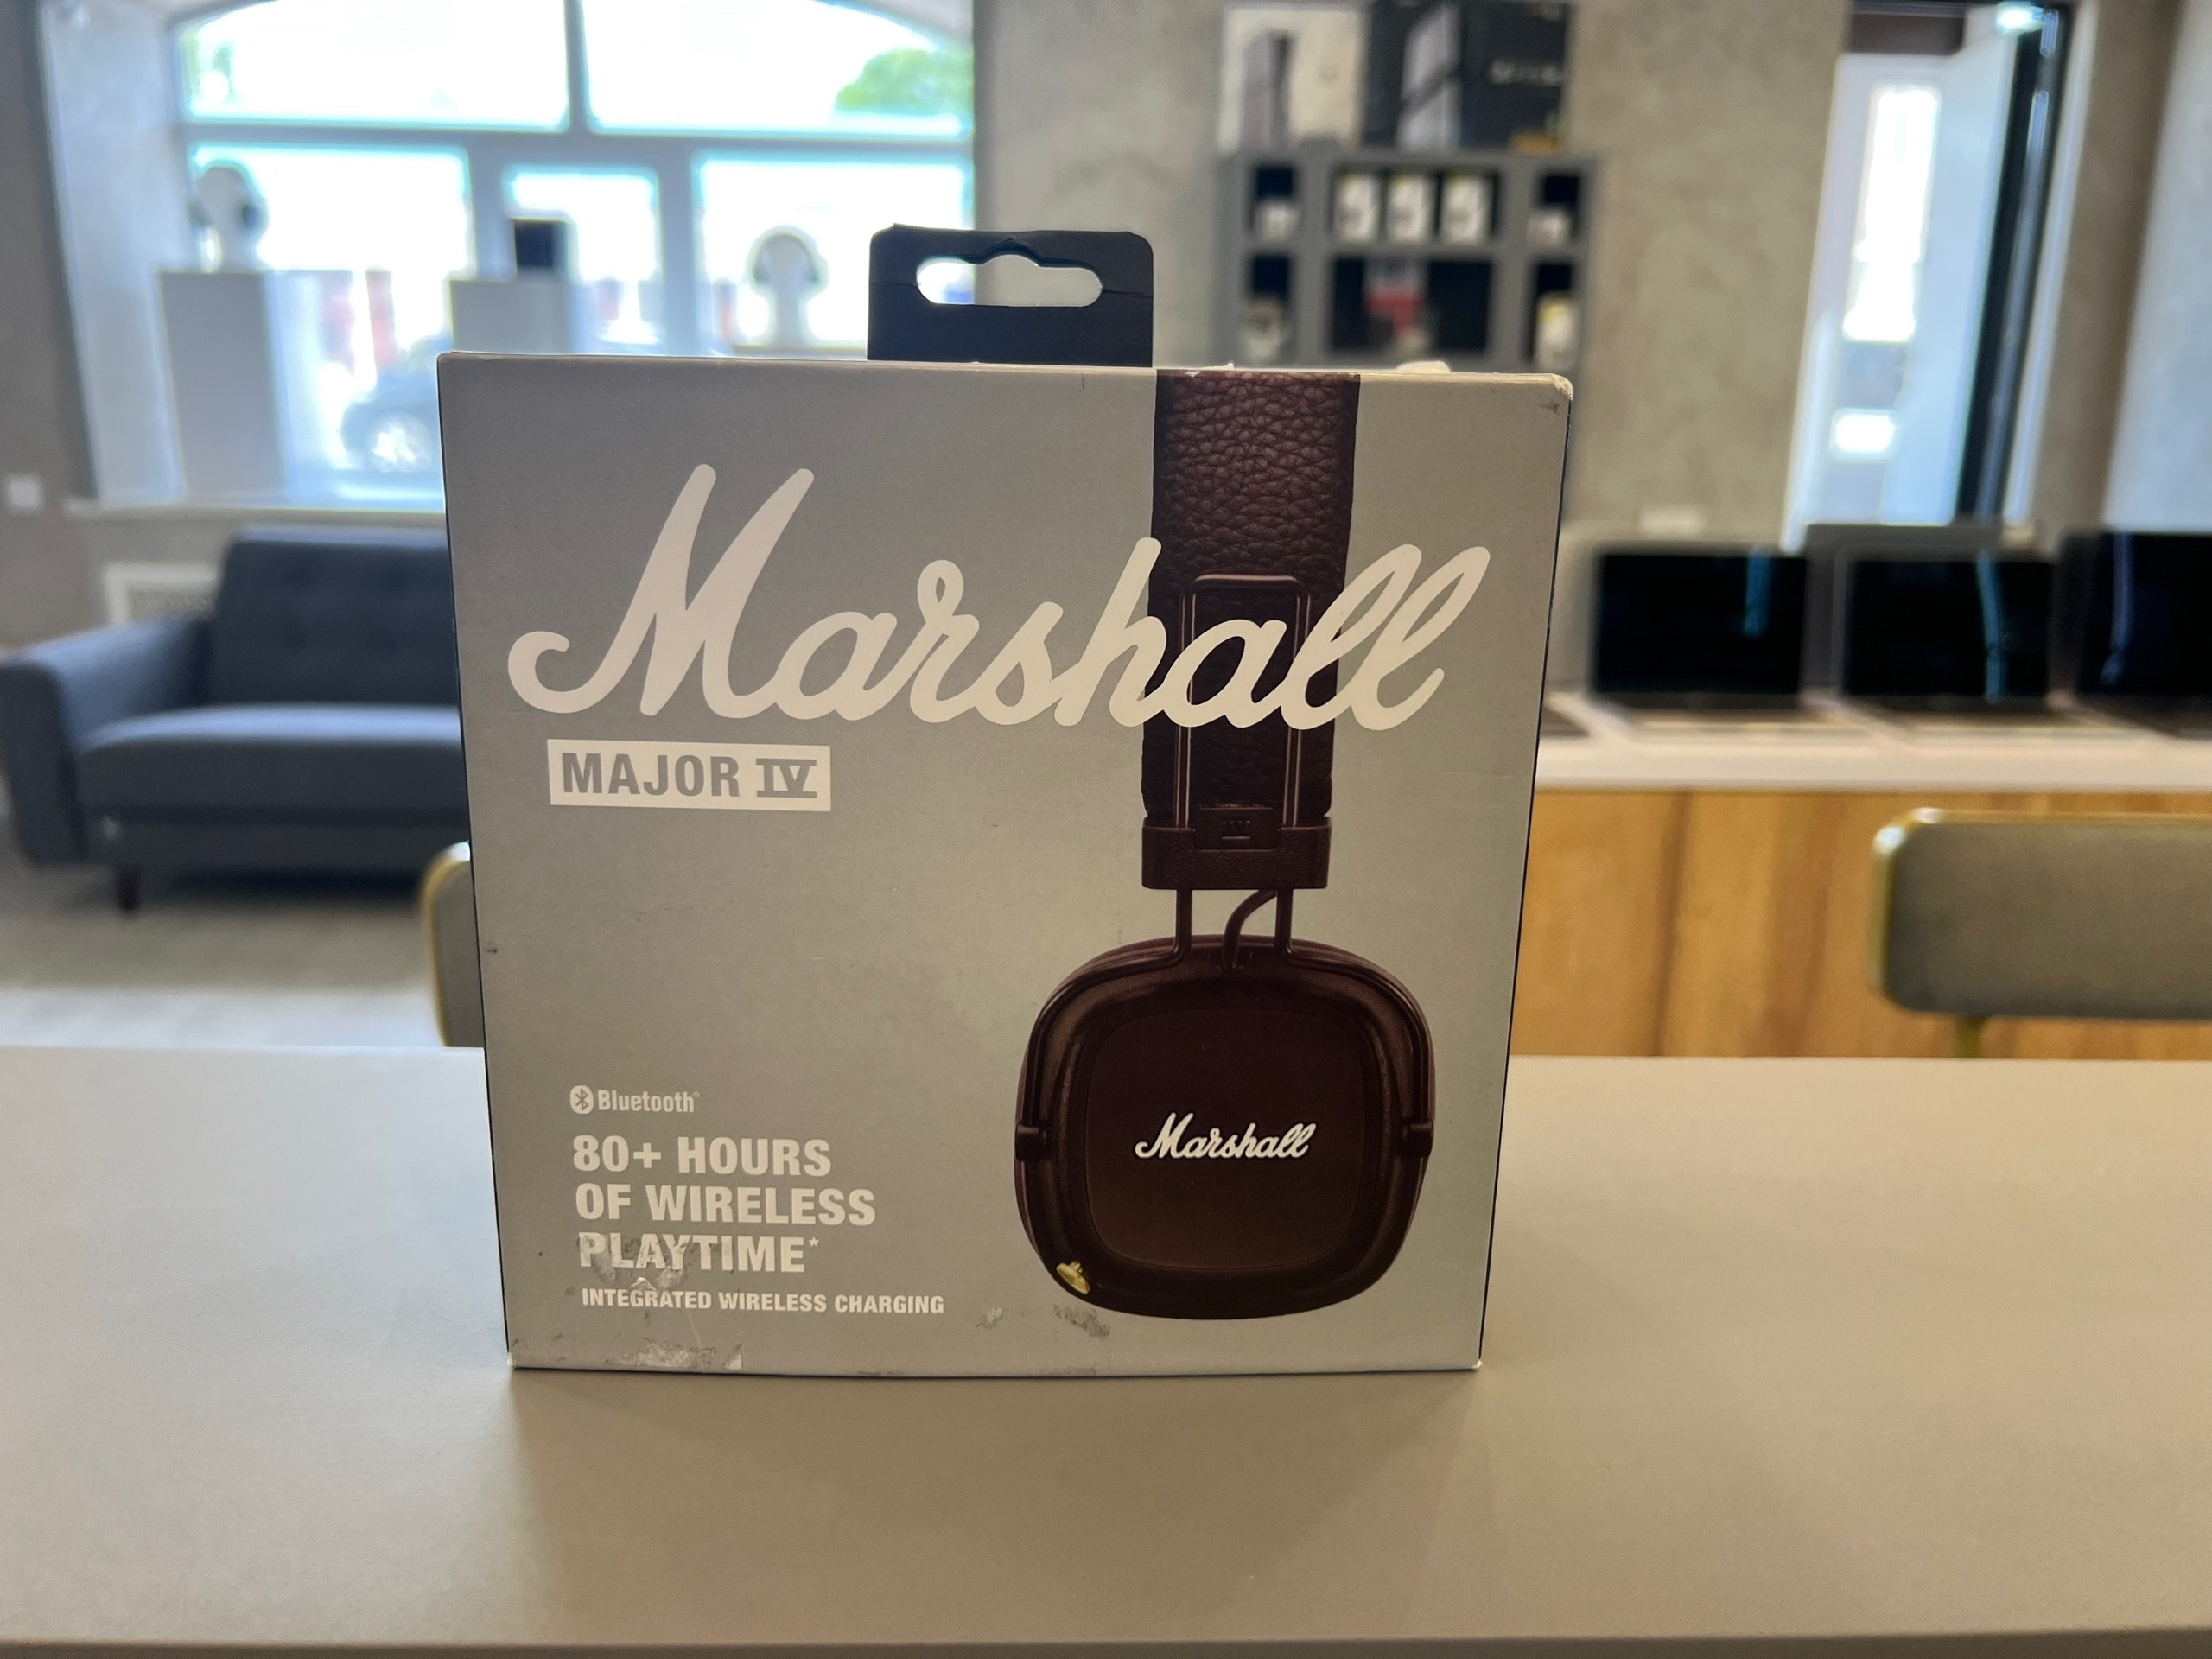 Marshall
MAJOR IV
Bluetooth®
80+ HOURS
OF WIRELESS
PLAYTIME*
INTEGRATED WIRELESS CHARGING
Marshall